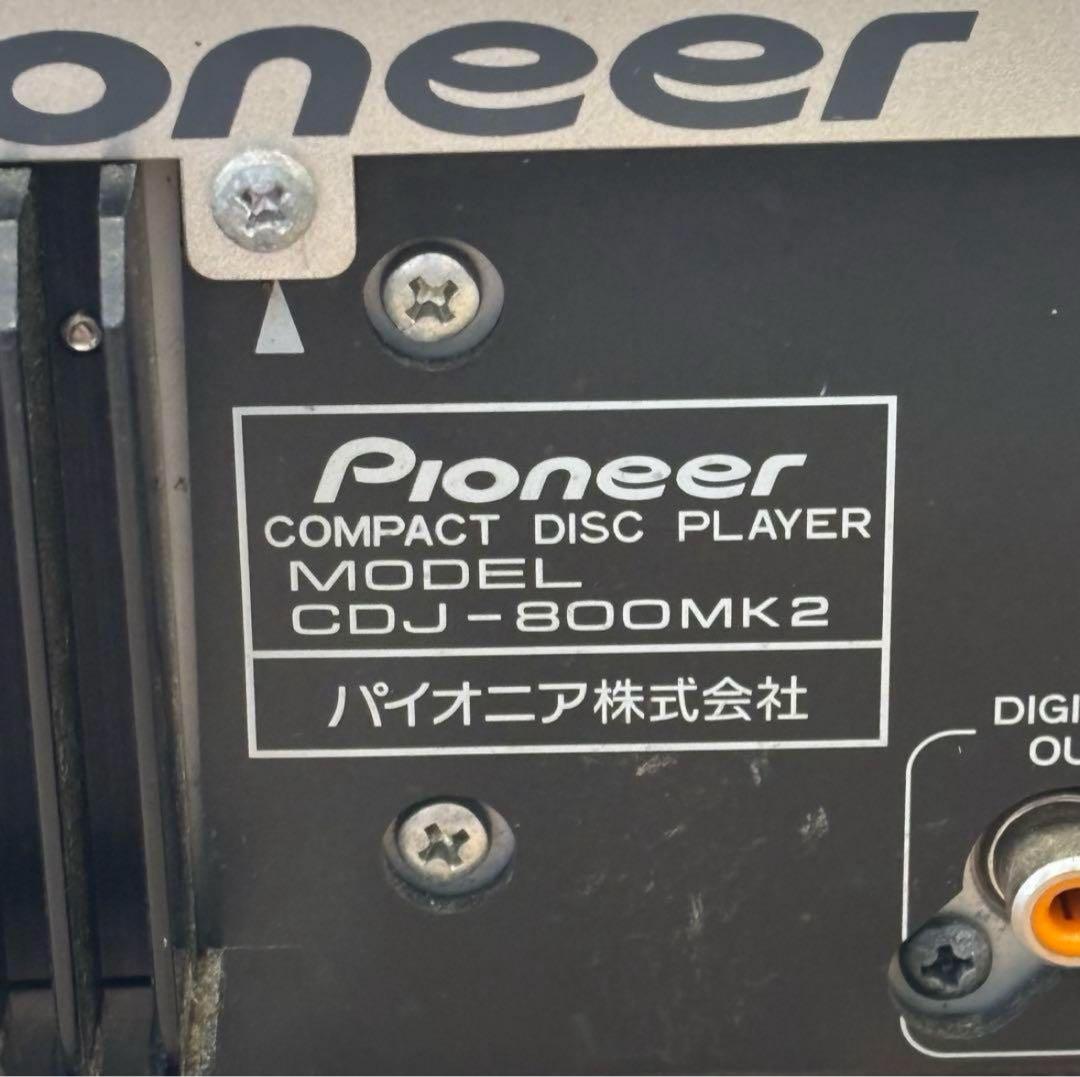 oneer
Pioneer
COMPACT DISC PLAYER
MODEL
CDJ-800MK2
パイオニア株式会社
DIGI
OU